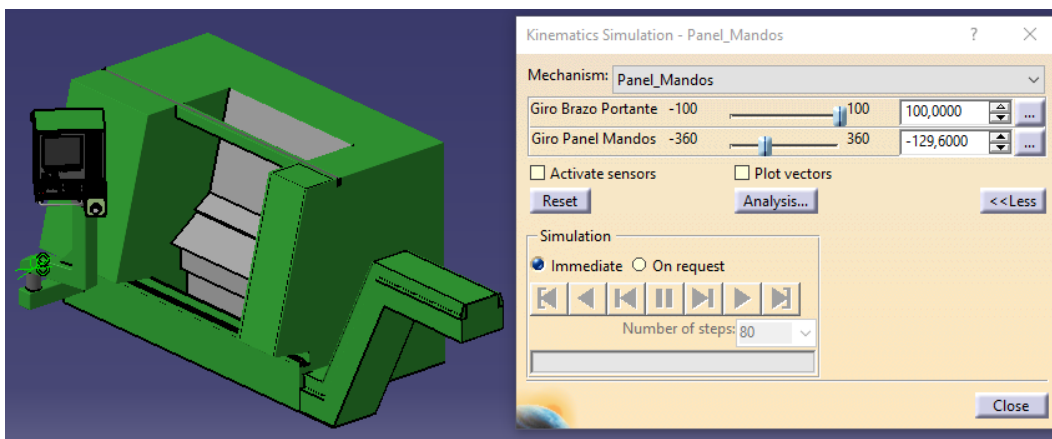 Kinematics Simulation - Panel_Mandos ? ×
Mechanism: Panel_Mandos
Giro Brazo Portante -100 100 100,0000 ...
Giro Panel Mandos -360 360 -129,6000 ...
Activate sensors Plot vectors
Reset Analysis... <<Less
Simulation
Immediate On request
Number of steps: 80
Close